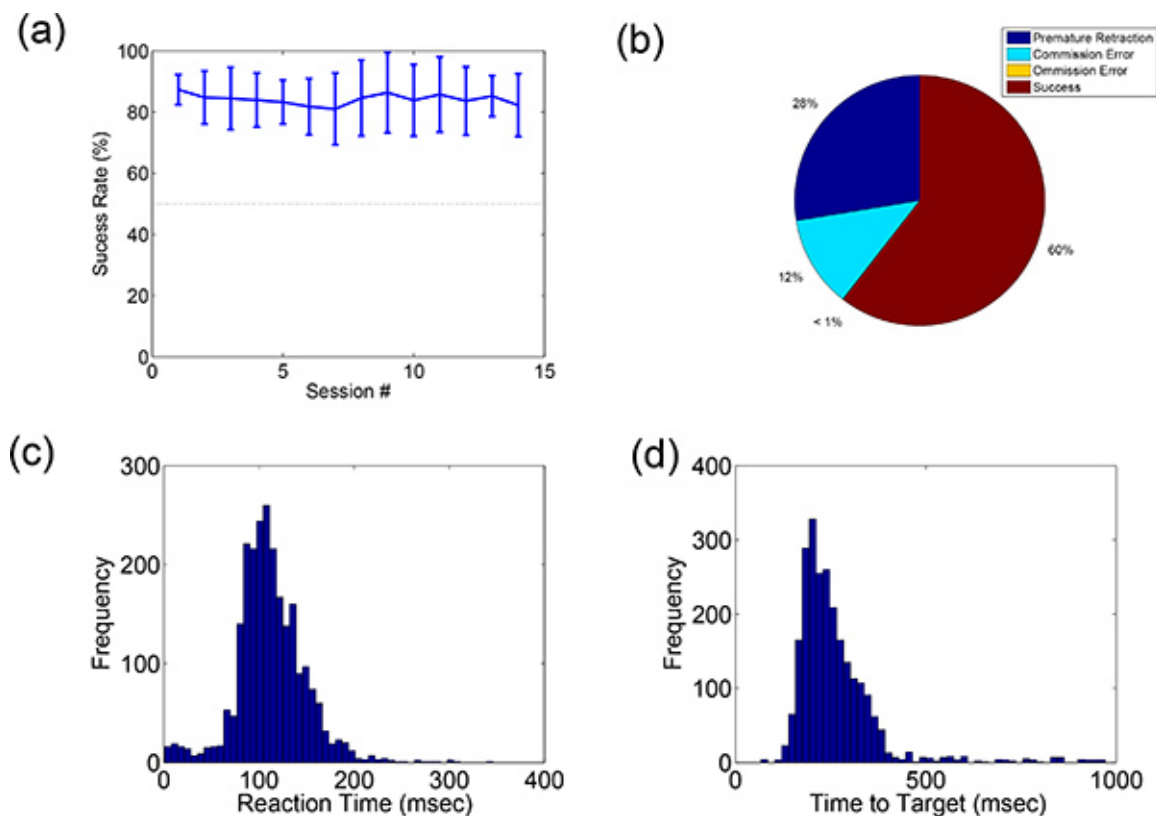 (a)
100
80
60
40
20
0
Sucess Rate (%)
0 5 10 15
Session #
(b)
Premature Retraction
Commission Error
Ommission Error
Success
28%
12%
< 1%
60%
(c)
300
200
100
0
Frequency
0 100 200 300 400
Reaction Time (msec)
(d)
400
300
200
100
0
Frequency
0 500 1000
Time to Target (msec)